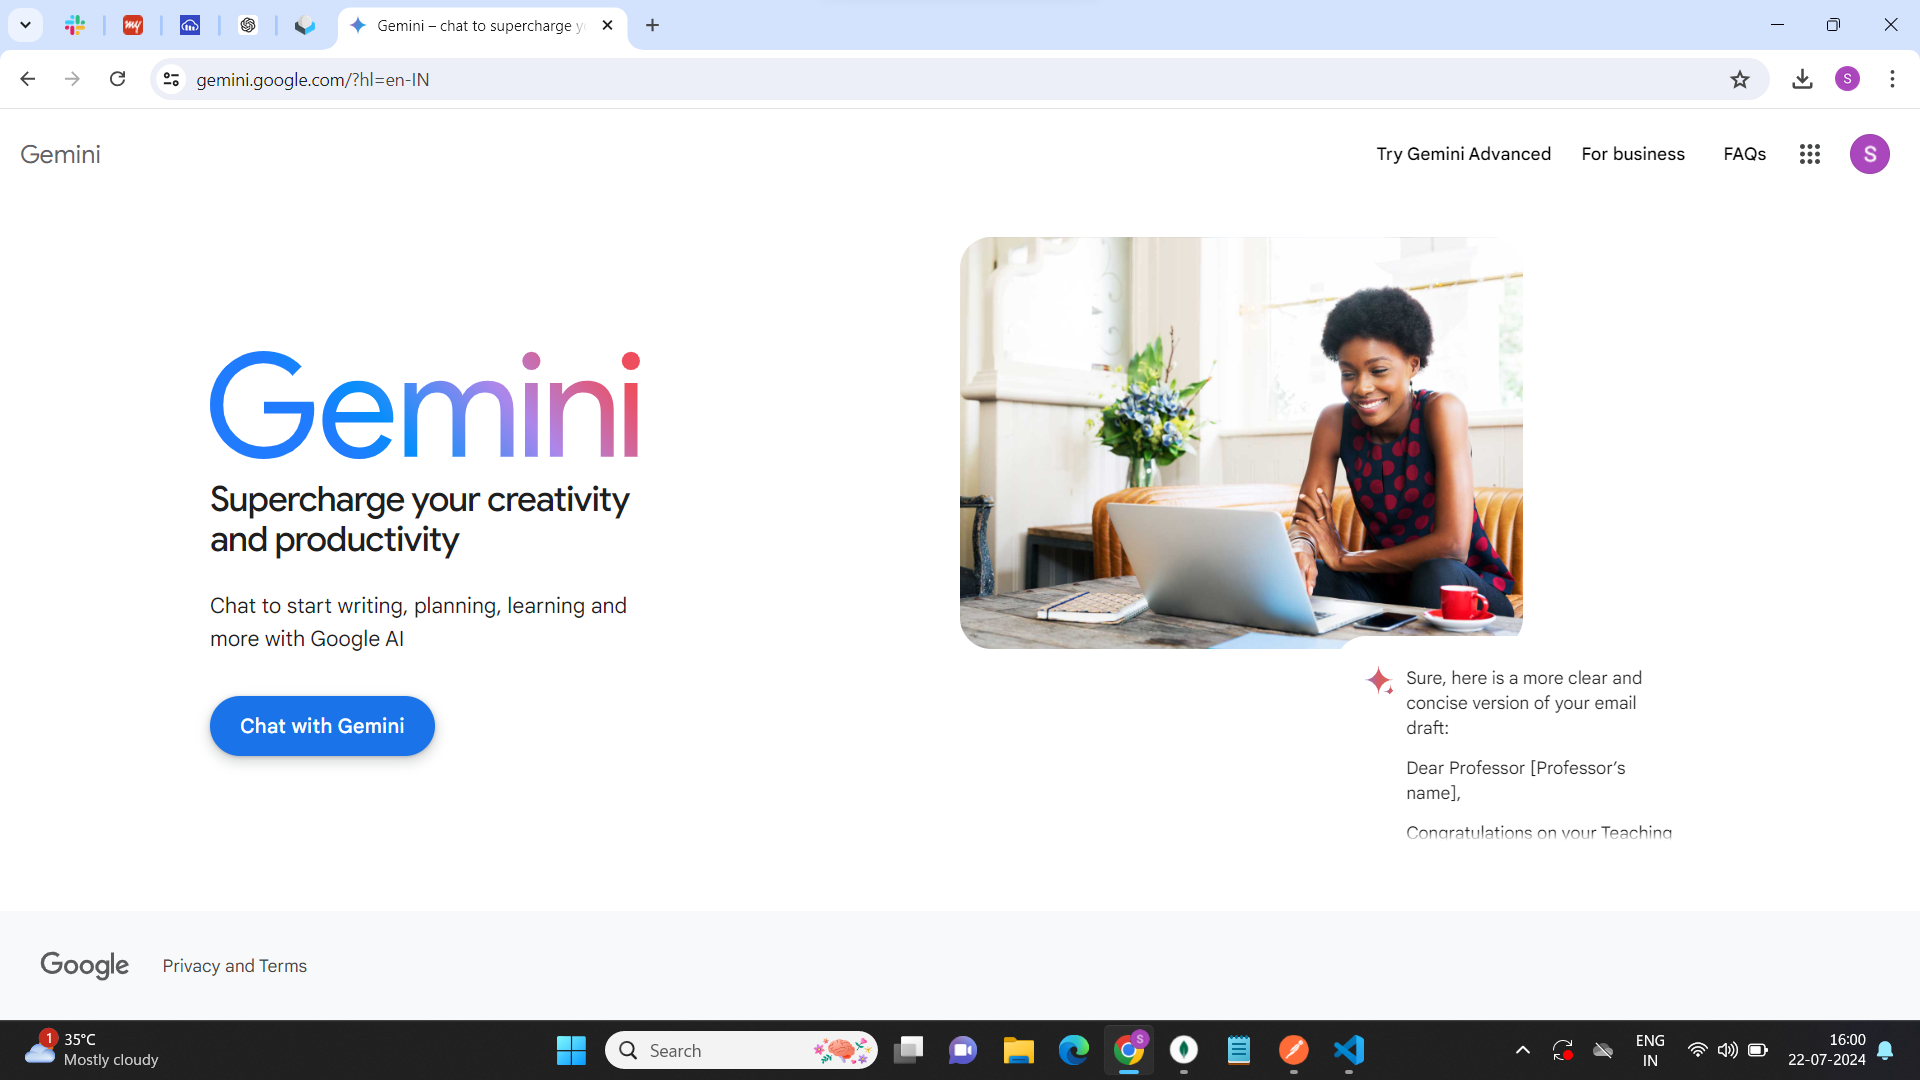 my
Gemini – chat to supercharge y
gemini.google.com/?hl=en-IN
S
Gemini
Try Gemini Advanced
For business
FAQs
S
Gemini
Supercharge your creativity
and productivity
Chat to start writing, planning, learning and
more with Google AI
Chat with Gemini
Sure, here is a more clear and
concise version of your email
draft:
Dear Professor [Professor’s
name],
Congratulations on your Teaching
Google
Privacy and Terms
1
35°C
Mostly cloudy
Search
S
ENG
IN
16:00
22-07-2024